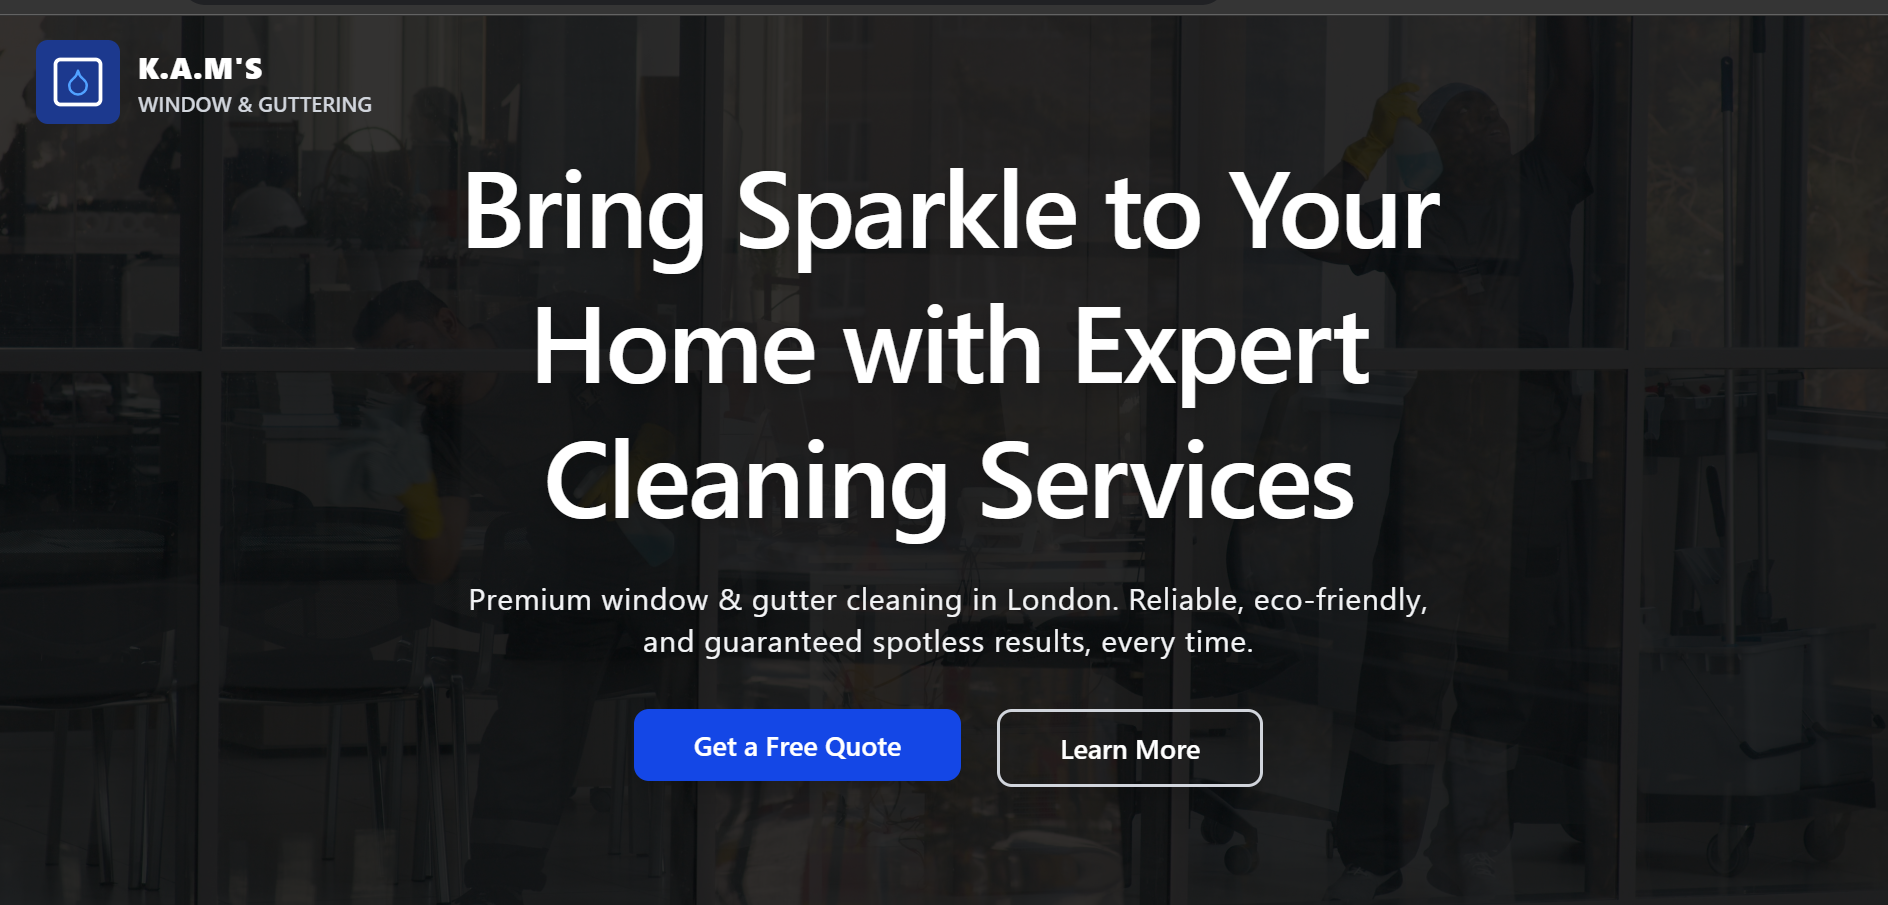 K.A.M'S
WINDOW & GUTTERING
Bring Sparkle to Your
Home with Expert
Cleaning Services
Premium window & gutter cleaning in London. Reliable, eco-friendly,
and guaranteed spotless results, every time.
Get a Free Quote
Learn More